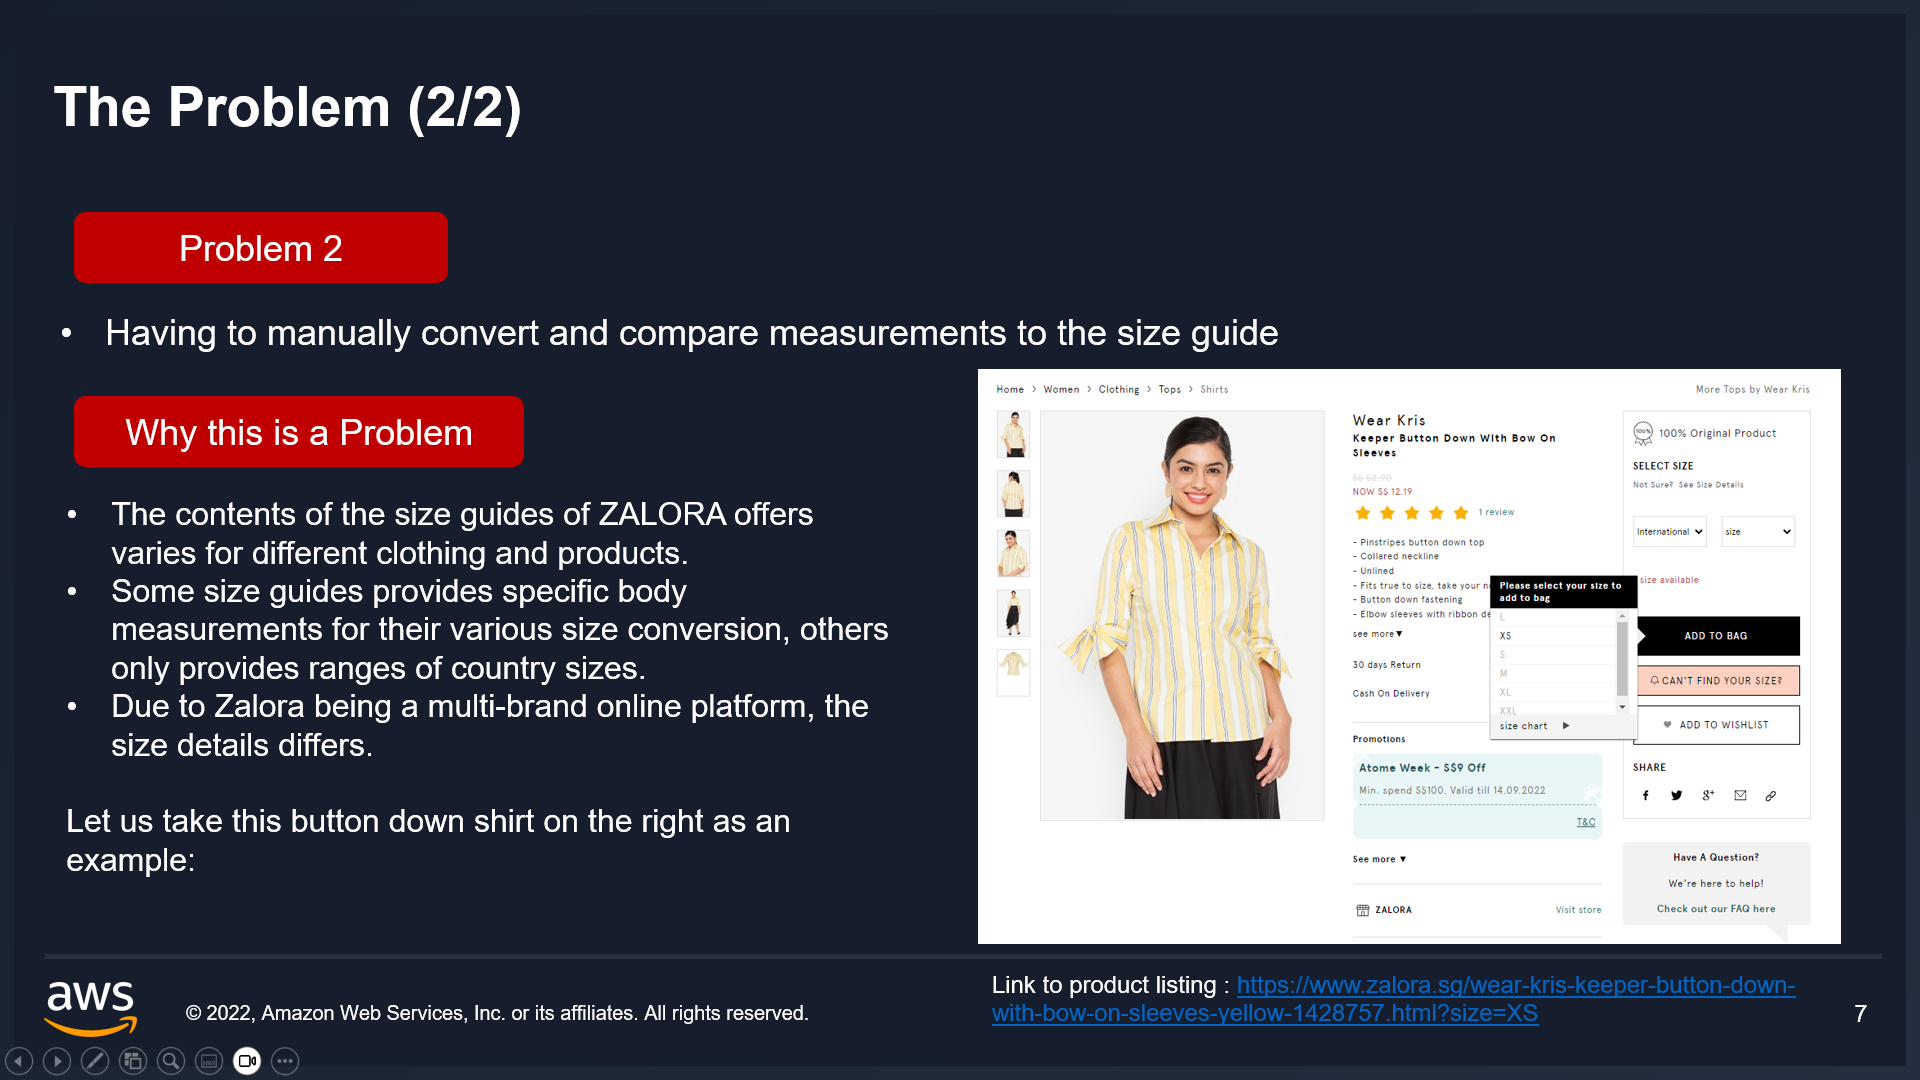 The Problem (2/2)
Problem 2
• Having to manually convert and compare measurements to the size guide
Why this is a Problem
• The contents of the size guides of ZALORA offers
varies for different clothing and products.
• Some size guides provides specific body
measurements for their various size conversion, others
only provides ranges of country sizes.
• Due to Zalora being a multi-brand online platform, the
size details differs.
Let us take this button down shirt on the right as an
example:
Home > Women > Clothing > Tops > Shirts
More Tops by Wear Kris
Wear Kris
Keeper Button Down With Bow On
Sleeves
S$ 52.90
NOW S$ 12.19
1 review
- Pinstripes button down top
- Collared neckline
- Unlined
- Fits true to size, take your
- Button down fastening
- Elbow sleeves with ribbon
see more ▼
30 days Return
Cash On Delivery
Promotions
Atome Week - S$9 Off
Min. spend S$100. Valid till 14.09.2022
T&C
See more ▼
ZALORA
Visit store
100%
100% Original Product
SELECT SIZE
Not Sure? See Size Details
International
size
size available
Please select your size to
add to bag
L
XS
S
M
XL
XXL
size chart ▶
ADD TO BAG
CAN'T FIND YOUR SIZE?
ADD TO WISHLIST
SHARE
Have A Question?
We're here to help!
Check out our FAQ here
Link to product listing : https://www.zalora.sg/wear-kris-keeper-button-down-
with-bow-on-sleeves-yellow-1428757.html?size=XS
aws
© 2022, Amazon Web Services, Inc. or its affiliates. All rights reserved.
7